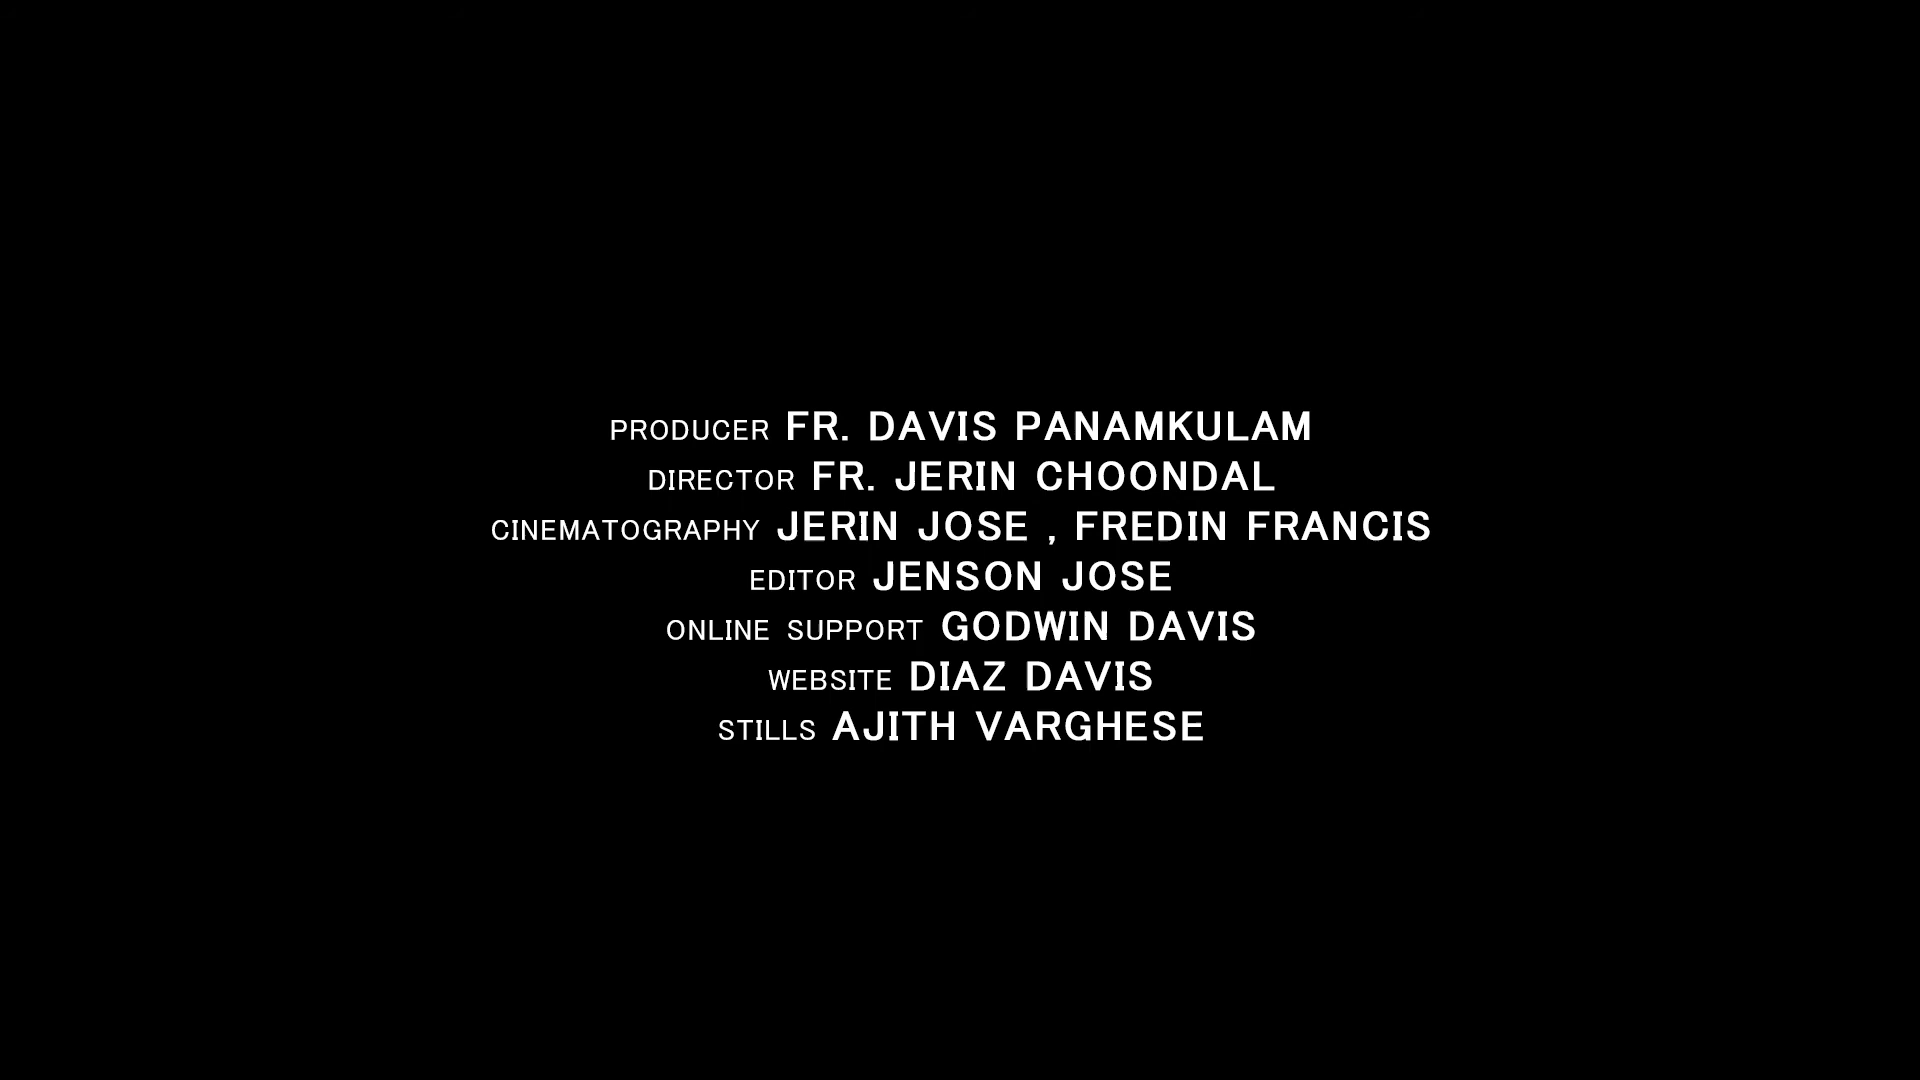 PRODUCER FR. DAVIS PANAMKULAM
DIRECTOR FR. JERIN CHOONDAL
CINEMATOGRAPHY JERIN JOSE , FREDIN FRANCIS
EDITOR JENSON JOSE
ONLINE SUPPORT GODWIN DAVIS
WEBSITE DIAZ DAVIS
STILLS AJITH VARGHESE